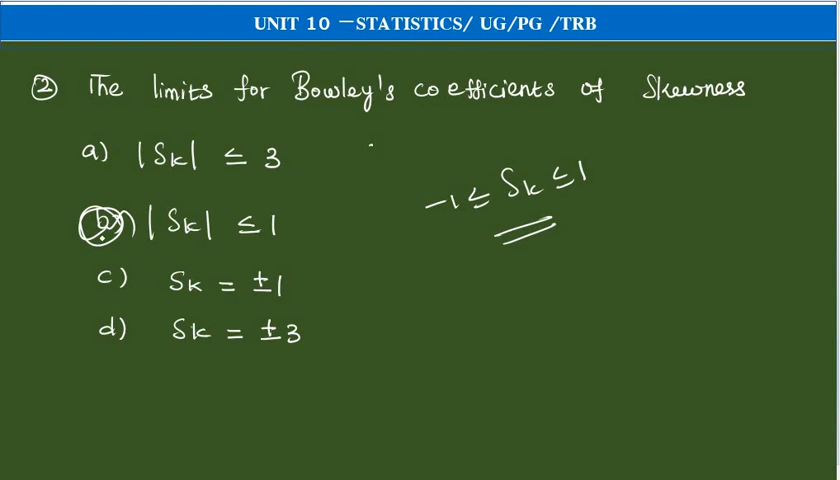 UNIT 10 –STATISTICS/ UG/PG /TRB
② The limits for Bowley's coefficients of Skewness
a) |Sk| ≤ 3
-1 ≤ Sk ≤ 1
b) |Sk| ≤ 1
c) Sk = ±1
d) Sk = ±3